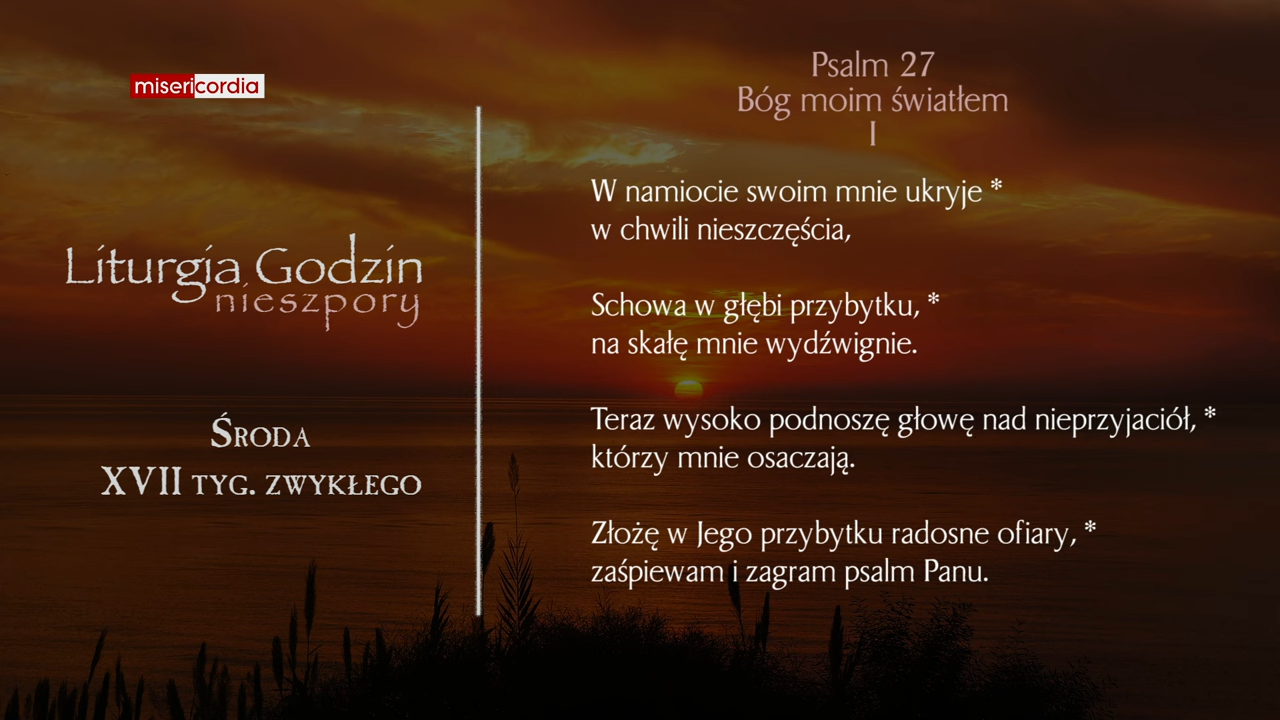 misericordia
Liturgia Godzin
nieszpory
Środa
XVII tyg. zwykłego
Psalm 27
Bóg moim światłem
I
W namiocie swoim mnie ukryje *
w chwili nieszczęścia,
Schowa w głębi przybytku, *
na skałę mnie wydźwignie.
Teraz wysoko podnoszę głowę nad nieprzyjaciół, *
którzy mnie osaczają.
Złożę w Jego przybytku radosne ofiary, *
zaśpiewam i zagram psalm Panu.